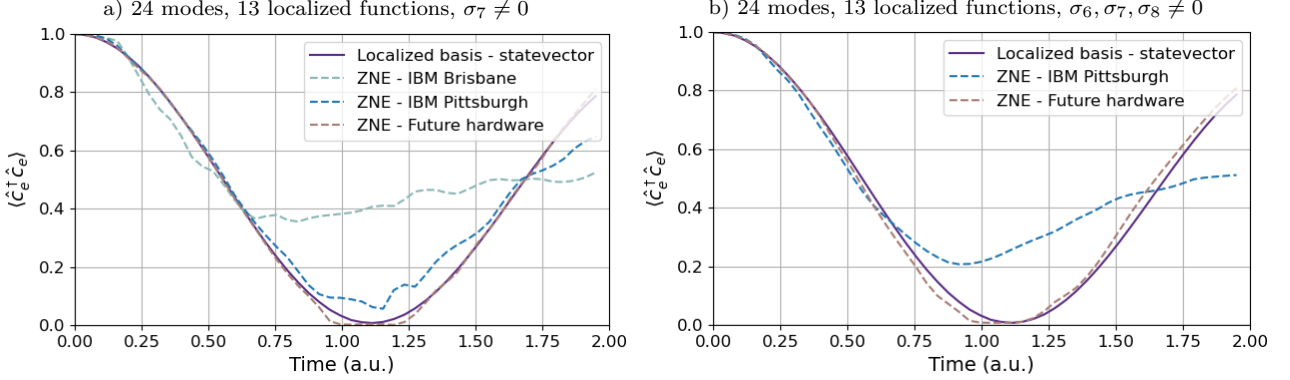 a) 24 modes, 13 localized functions, σ₇ ≠ 0
1.0
0.8
0.6
0.4
0.2
0.0
⟨ĉₑ†ĉₑ⟩
Localized basis - statevector
ZNE - IBM Brisbane
ZNE - IBM Pittsburgh
ZNE - Future hardware
0.00 0.25 0.50 0.75 1.00 1.25 1.50 1.75 2.00
Time (a.u.)
b) 24 modes, 13 localized functions, σ₆, σ₇, σ₈ ≠ 0
1.0
0.8
0.6
0.4
0.2
0.0
⟨ĉₑ†ĉₑ⟩
Localized basis - statevector
ZNE - IBM Pittsburgh
ZNE - Future hardware
0.00 0.25 0.50 0.75 1.00 1.25 1.50 1.75 2.00
Time (a.u.)